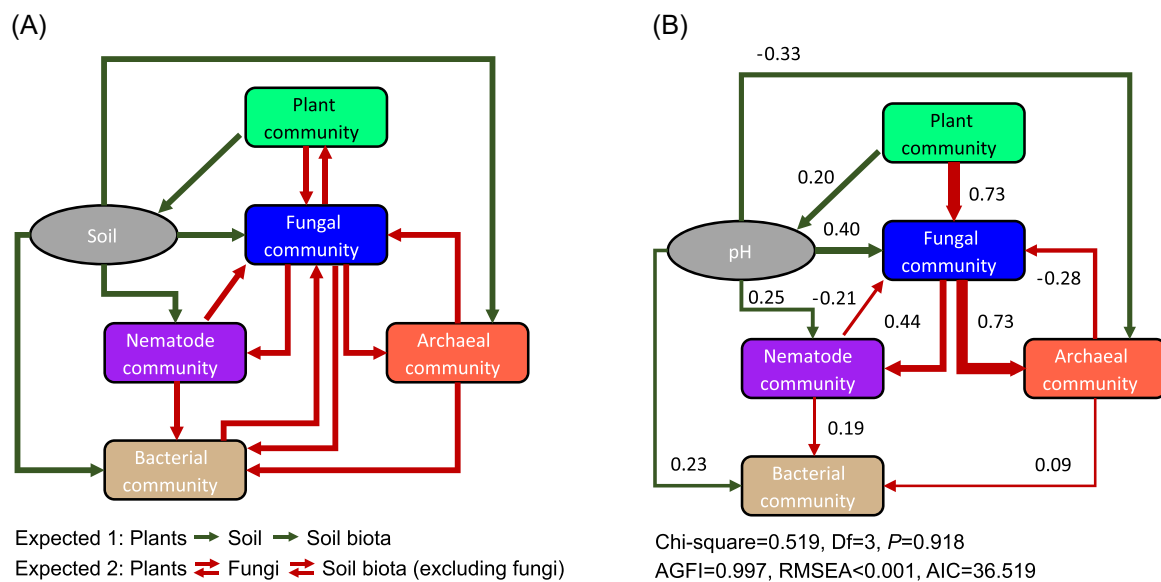 (A)
Plant
community
Soil
Fungal
community
Nematode
community
Archaeal
community
Bacterial
community
Expected 1: Plants → Soil → Soil biota
Expected 2: Plants ⇄ Fungi ⇄ Soil biota (excluding fungi)
(B)
-0.33
Plant
community
0.20
0.73
pH
0.40
Fungal
community
0.25
-0.21
0.44
0.73
-0.28
Nematode
community
Archaeal
community
0.19
0.23
0.09
Bacterial
community
Chi-square=0.519, Df=3, P=0.918
AGFI=0.997, RMSEA<0.001, AIC=36.519